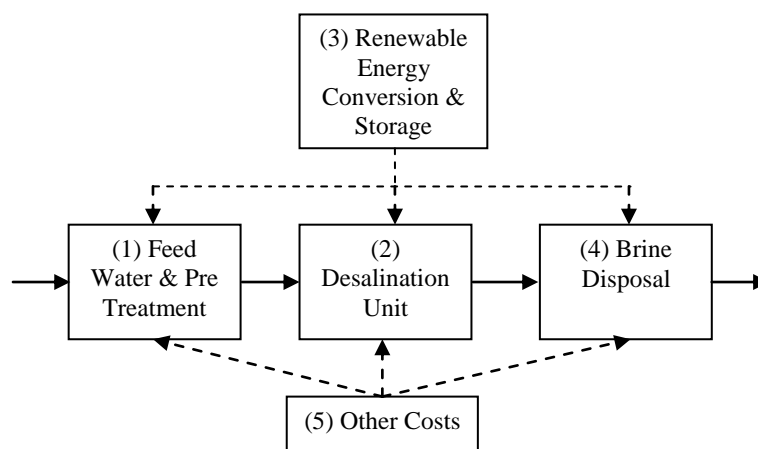 (3) Renewable
Energy
Conversion &
Storage
(1) Feed
Water & Pre
Treatment
(2)
Desalination
Unit
(4) Brine
Disposal
(5) Other Costs